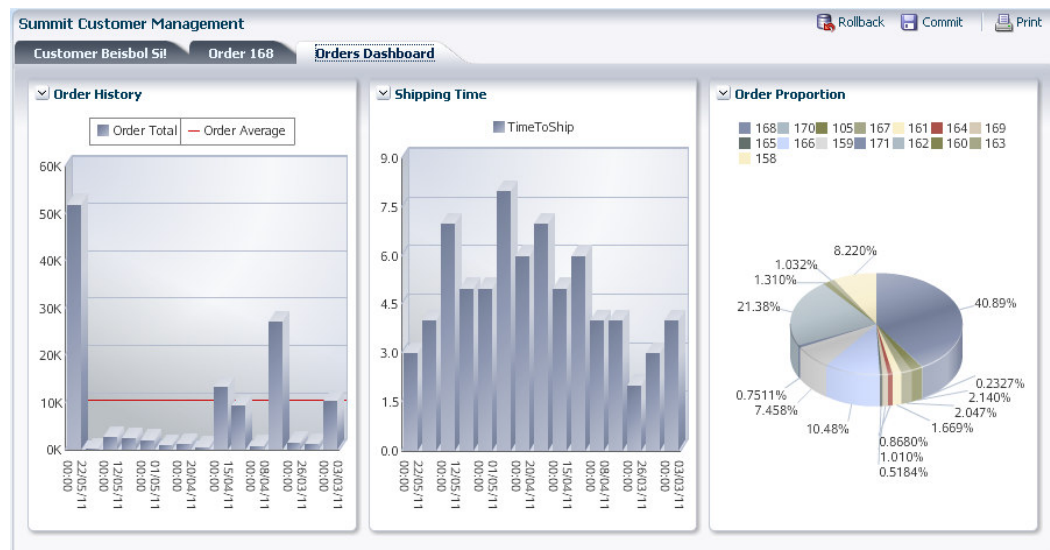 Summit Customer Management
Rollback Commit Print
Customer Beisbol Si! Order 168 Orders Dashboard
Order History
Order Total Order Average
60K
50K
40K
30K
20K
10K
0K
22/05/11 00:00
12/05/11 00:00
01/05/11 00:00
20/04/11 00:00
15/04/11 00:00
08/04/11 00:00
26/03/11 00:00
03/03/11 00:00
Shipping Time
TimeToShip
9.0
7.5
6.0
4.5
3.0
1.5
0.0
22/05/11 00:00
12/05/11 00:00
01/05/11 00:00
20/04/11 00:00
15/04/11 00:00
08/04/11 00:00
26/03/11 00:00
03/03/11 00:00
Order Proportion
168 170 105 167 161 164 169
165 166 159 171 162 160 163
158
8.220%
1.032%
1.310%
21.38%
40.89%
0.7511%
7.458%
10.48%
0.2327%
2.140%
2.047%
1.669%
0.8680%
1.010%
0.5184%